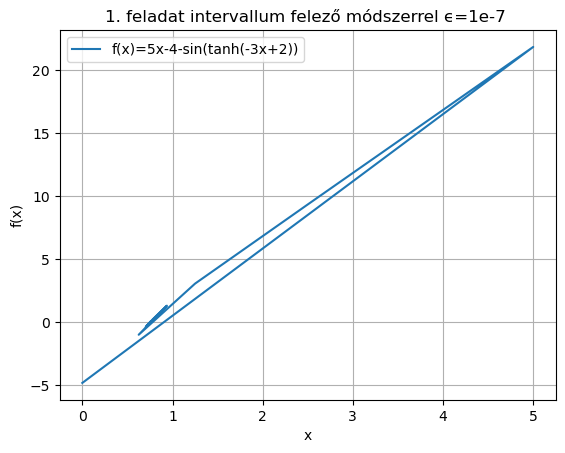 1. feladat intervallum felező módszerrel ϵ=1e-7
f(x)=5x-4-sin(tanh(-3x+2))
f(x)
20
15
10
5
0
−5
0 1 2 3 4 5
x